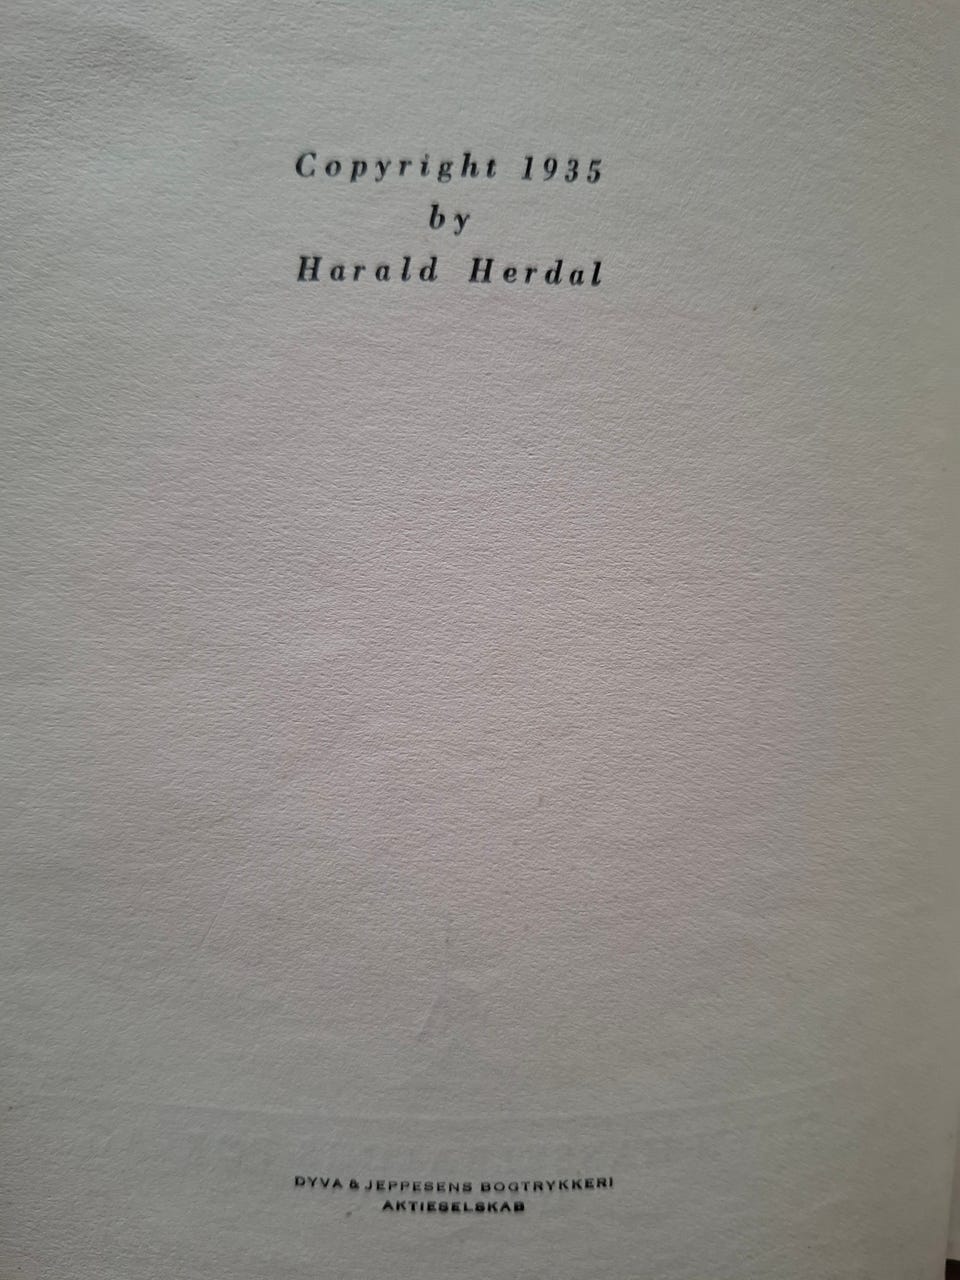 Copyright 1935
by
Harald Herdal
DYVA & JEPPESENS BOGTRYKKERI
AKTIESELSKAB